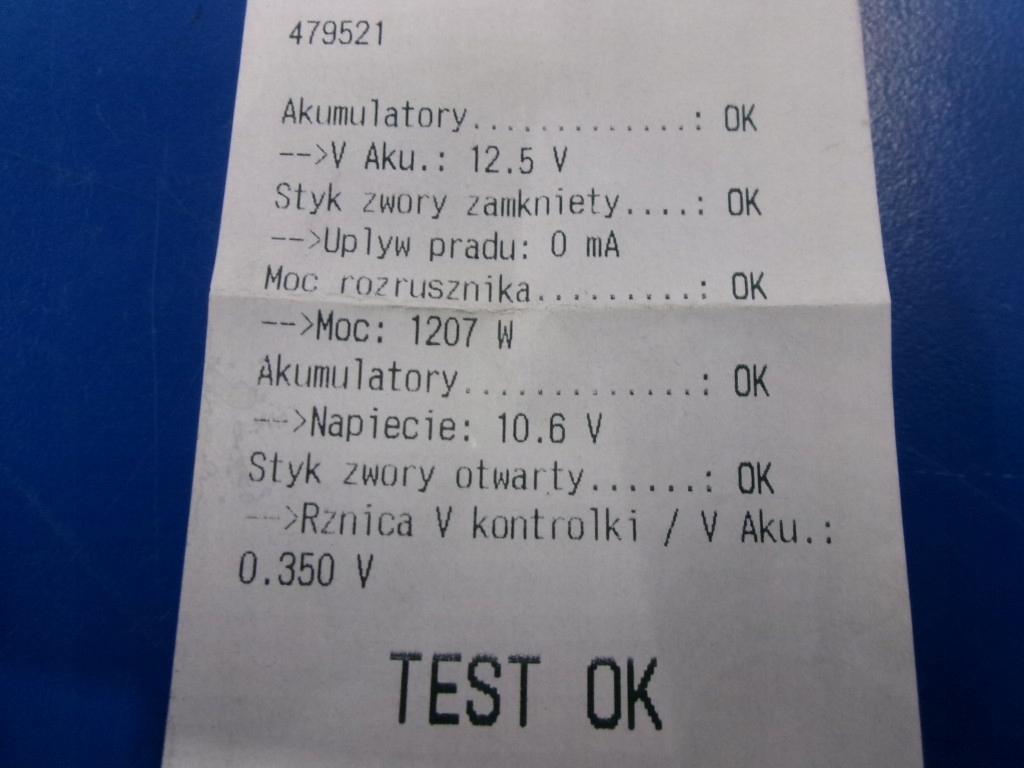 479521
Akumulatory.............: OK
-->V Aku.: 12.5 V
Styk zwory zamkniety....: OK
-->Uplyw pradu: 0 mA
Moc rozrusznika.........: OK
-->Moc: 1207 W
Akumulatory.............: OK
-->Napiecie: 10.6 V
Styk zwory otwarty......: OK
-->Rznica V kontrolki / V Aku.:
0.350 V
TEST OK